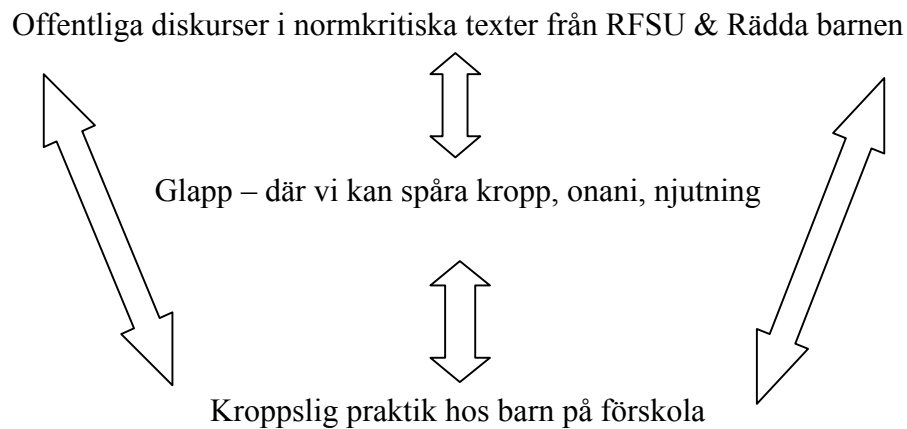 Offentliga diskurser i normkritiska texter från RFSU & Rädda barnen
Glapp – där vi kan spåra kropp, onani, njutning
Kroppslig praktik hos barn på förskola